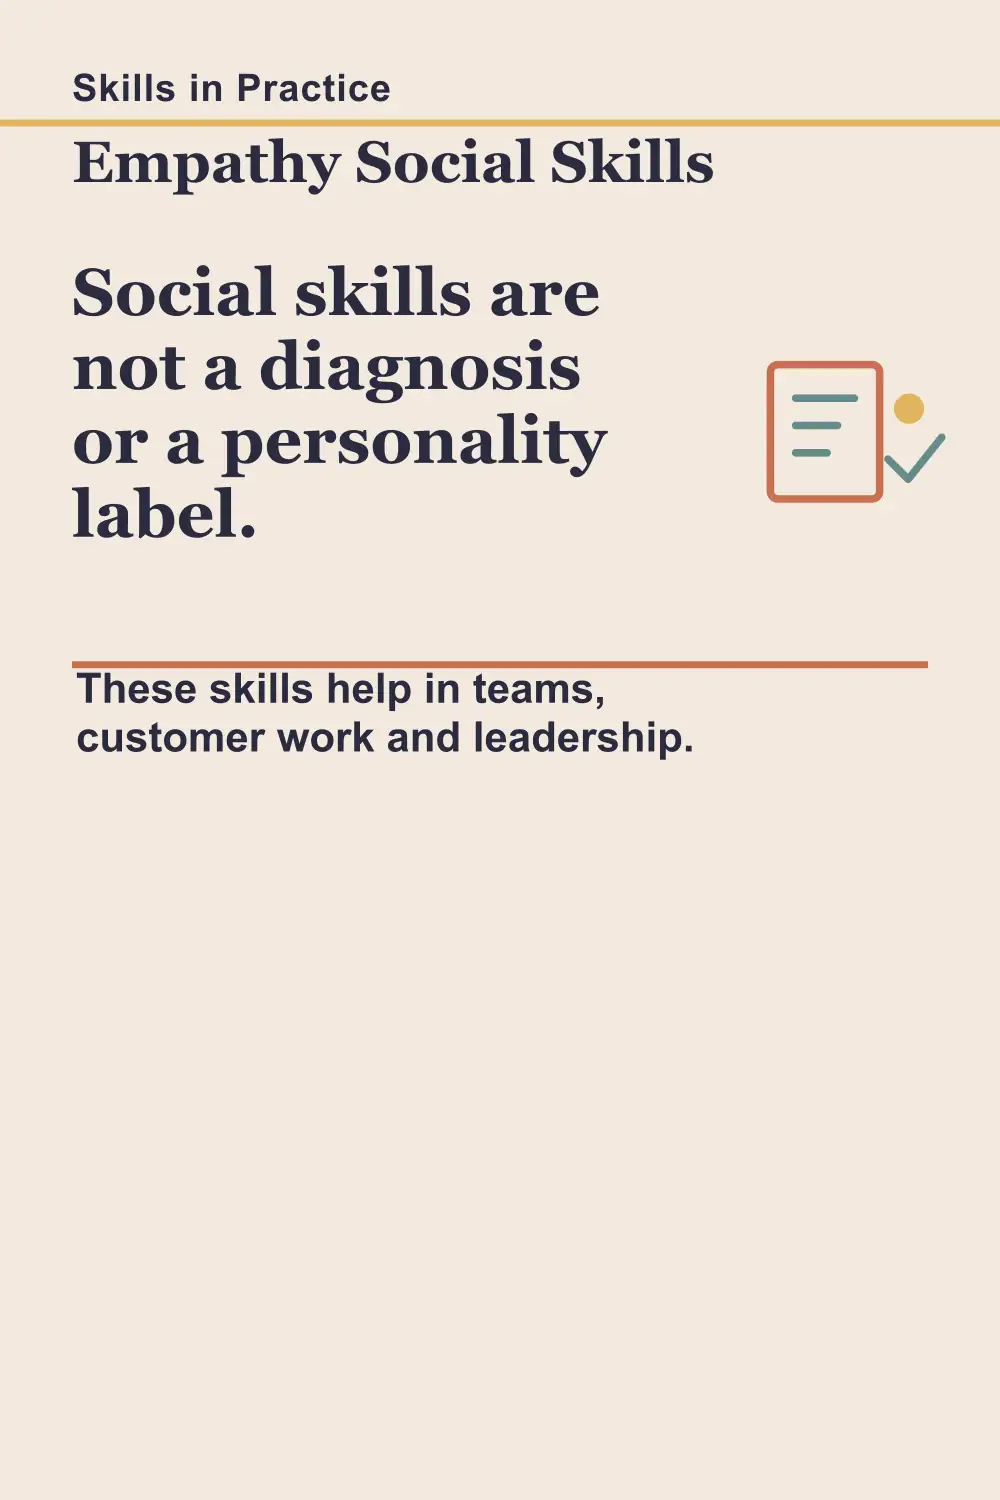 Skills in Practice
Empathy Social Skills
Social skills are
not a diagnosis
or a personality
label.
These skills help in teams,
customer work and leadership.